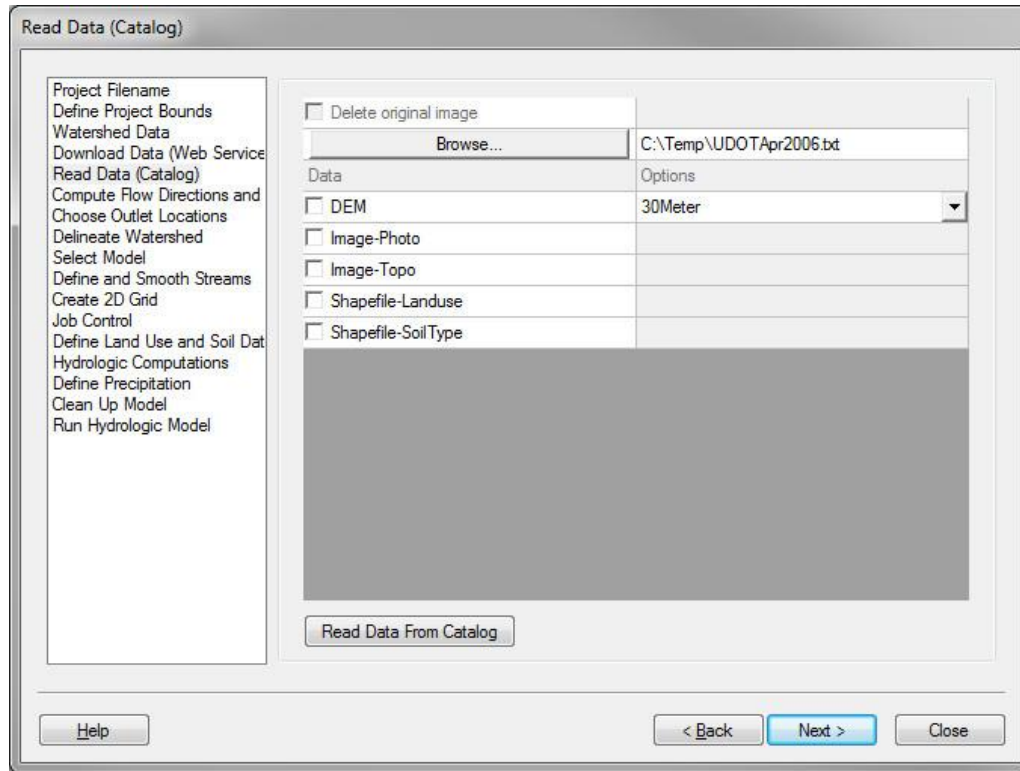 Read Data (Catalog)
Project Filename
Define Project Bounds
Watershed Data
Download Data (Web Service
Read Data (Catalog)
Compute Flow Directions and
Choose Outlet Locations
Delineate Watershed
Select Model
Define and Smooth Streams
Create 2D Grid
Job Control
Define Land Use and Soil Dat
Hydrologic Computations
Define Precipitation
Clean Up Model
Run Hydrologic Model
Delete original image
Browse... C:\Temp\UDOTApr2006.txt
Data Options
DEM 30Meter
Image-Photo
Image-Topo
Shapefile-Landuse
Shapefile-SoilType
Read Data From Catalog
Help < Back Next > Close